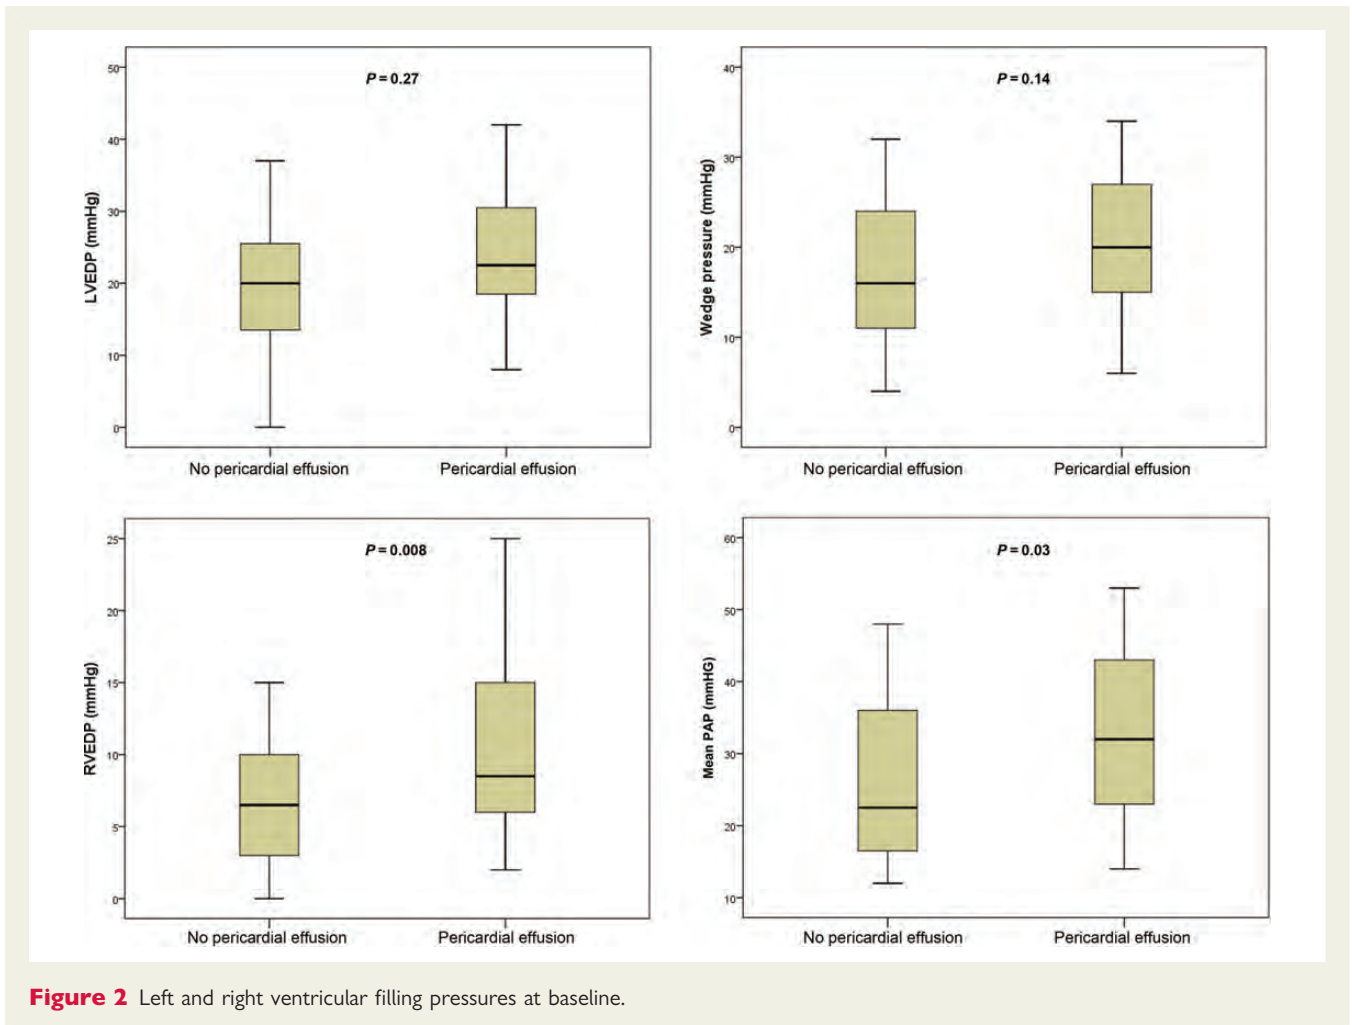 P = 0.27
50
40
30
20
10
0
LVEDP (mmHg)
No pericardial effusion Pericardial effusion
P = 0.14
40
30
20
10
0
Wedge pressure (mmHg)
No pericardial effusion Pericardial effusion
P = 0.008
25
20
15
10
5
0
RVEDP (mmHg)
No pericardial effusion Pericardial effusion
P = 0.03
60
50
40
30
20
10
Mean PAP (mmHG)
No pericardial effusion Pericardial effusion
Figure 2 Left and right ventricular filling pressures at baseline.